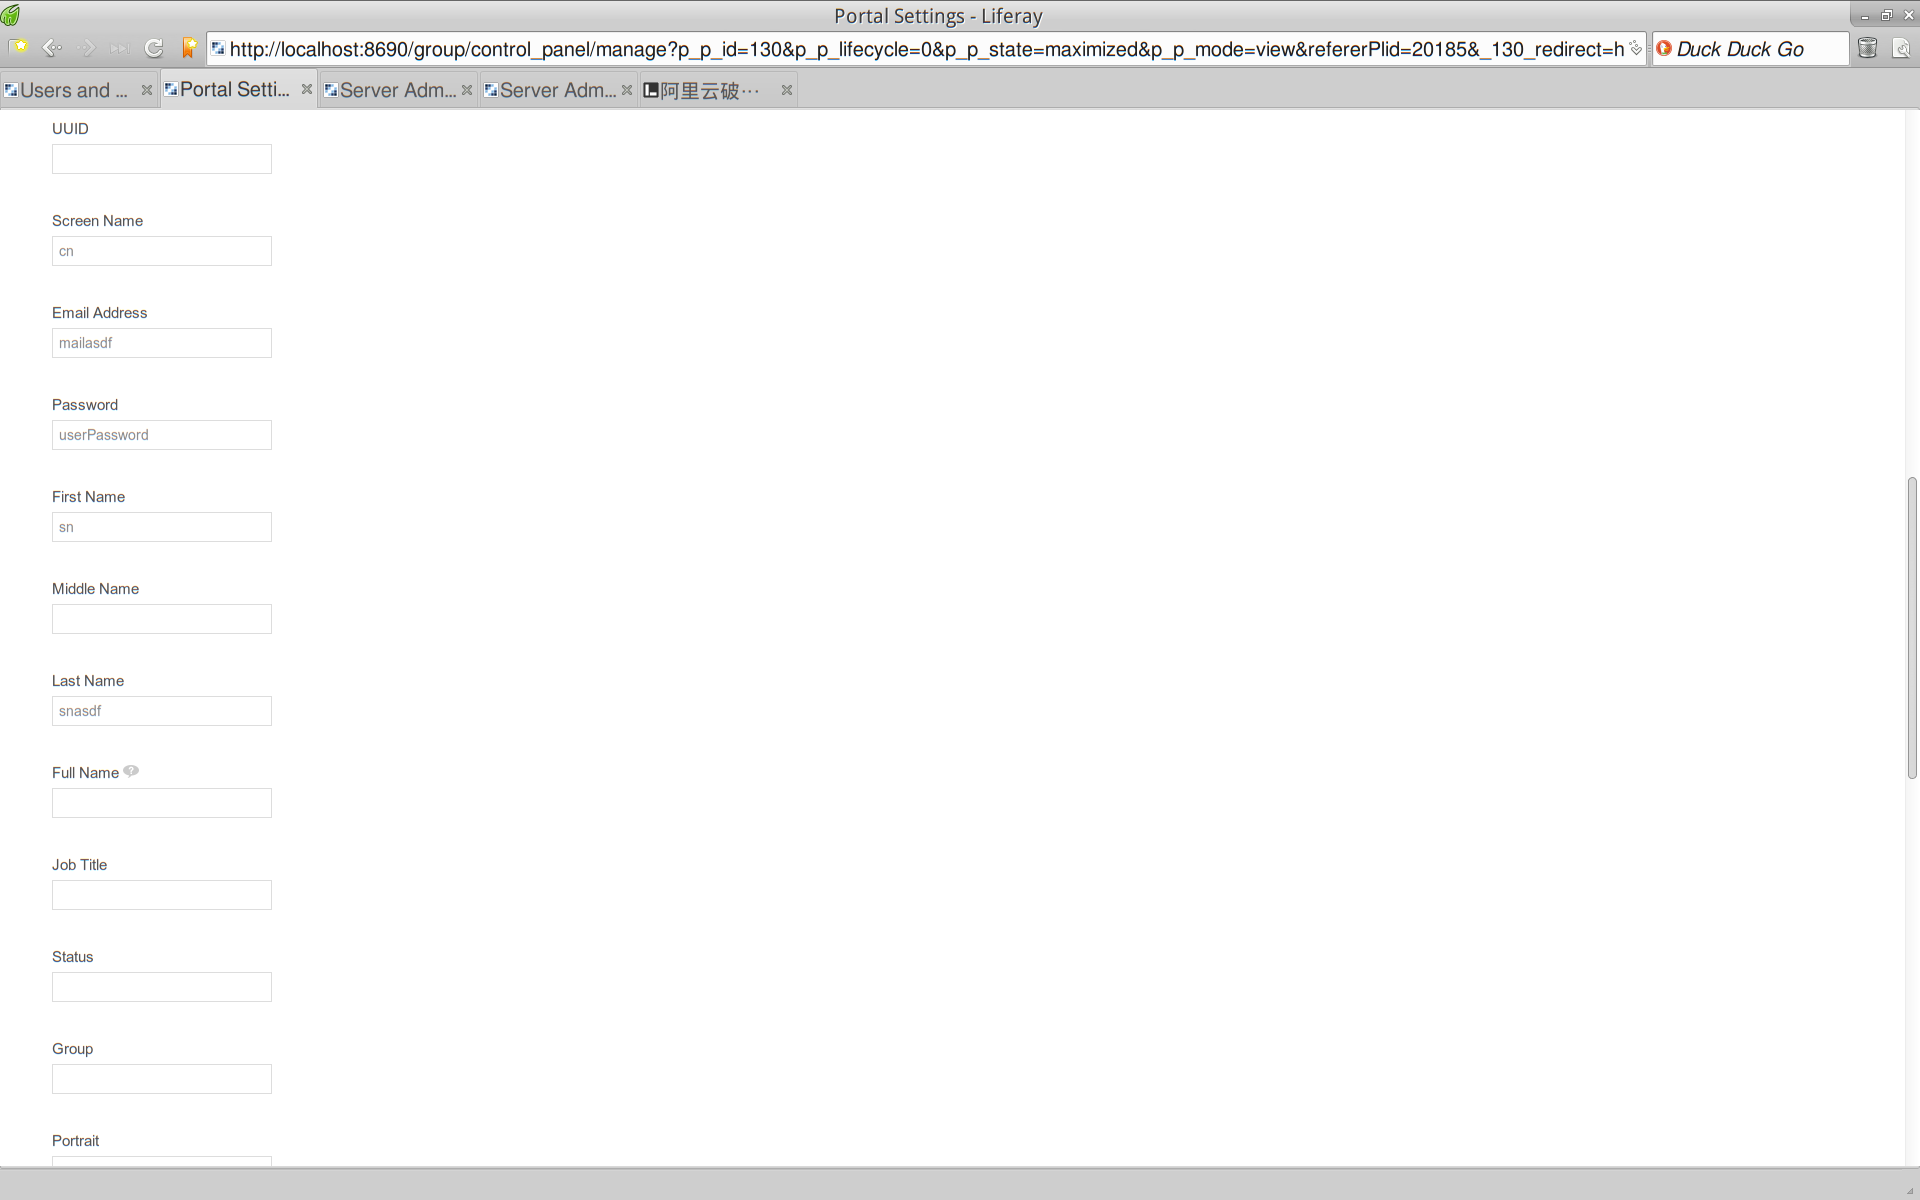 Portal Settings - Liferay
http://localhost:8690/group/control_panel/manage?p_p_id=130&p_p_lifecycle=0&p_p_state=maximized&p_p_mode=view&refererPlid=20185&_130_redirect=h
Duck Duck Go
Users and ...
Portal Setti...
Server Adm...
Server Adm...
阿里云破...
UUID
Screen Name
cn
Email Address
mailasdf
Password
userPassword
First Name
sn
Middle Name
Last Name
snasdf
Full Name
Job Title
Status
Group
Portrait